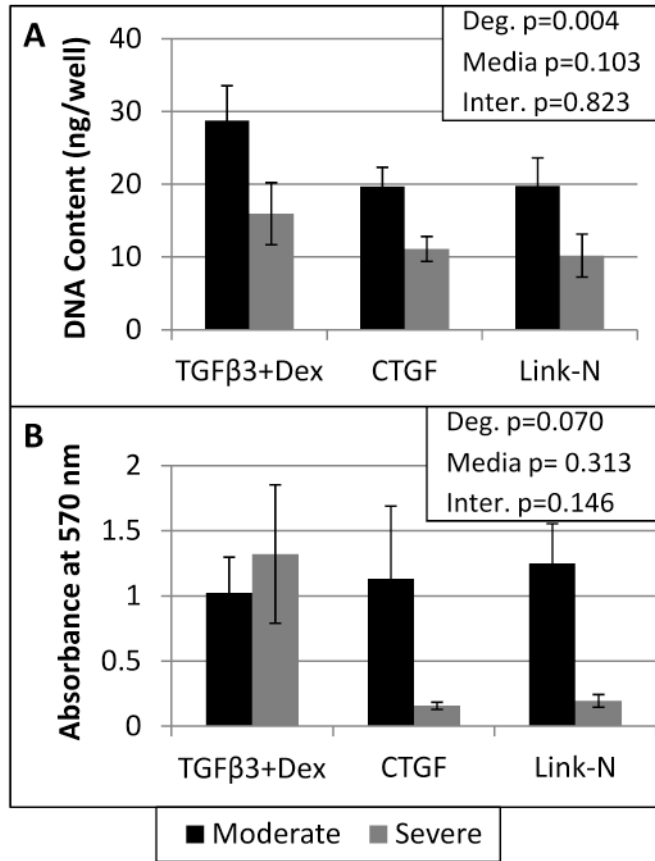 A
Deg. p=0.004
Media p=0.103
Inter. p=0.823
DNA Content (ng/well)
40
30
20
10
0
TGFβ3+Dex CTGF Link-N
B
Deg. p=0.070
Media p= 0.313
Inter. p=0.146
Absorbance at 570 nm
2
1.5
1
0.5
0
TGFβ3+Dex CTGF Link-N
Moderate Severe